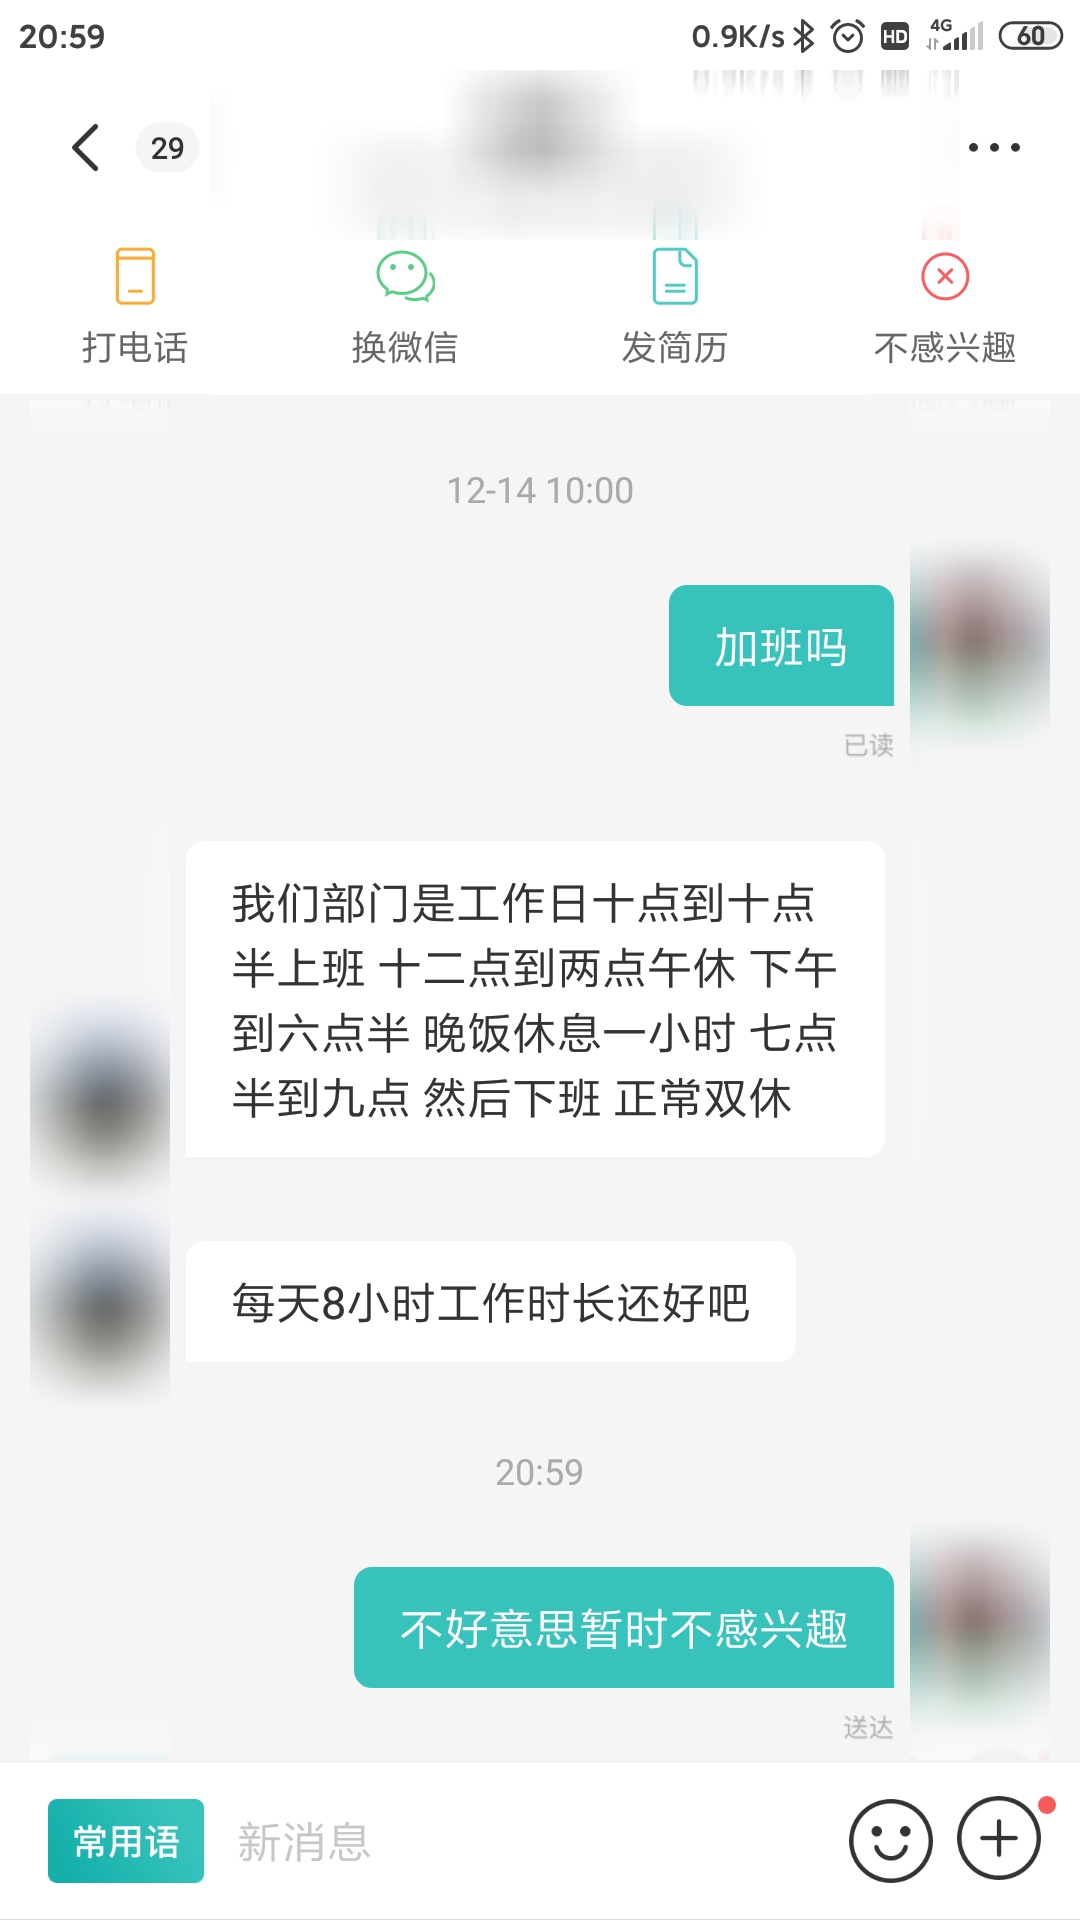 20:59
0.9K/s HD 4G 60
29
打电话 换微信 发简历 不感兴趣
12-14 10:00
加班吗
已读
我们部门是工作日十点到十点
半上班 十二点到两点午休 下午
到六点半 晚饭休息一小时 七点
半到九点 然后下班 正常双休
每天8小时工作时长还好吧
20:59
不好意思暂时不感兴趣
送达
常用语 新消息